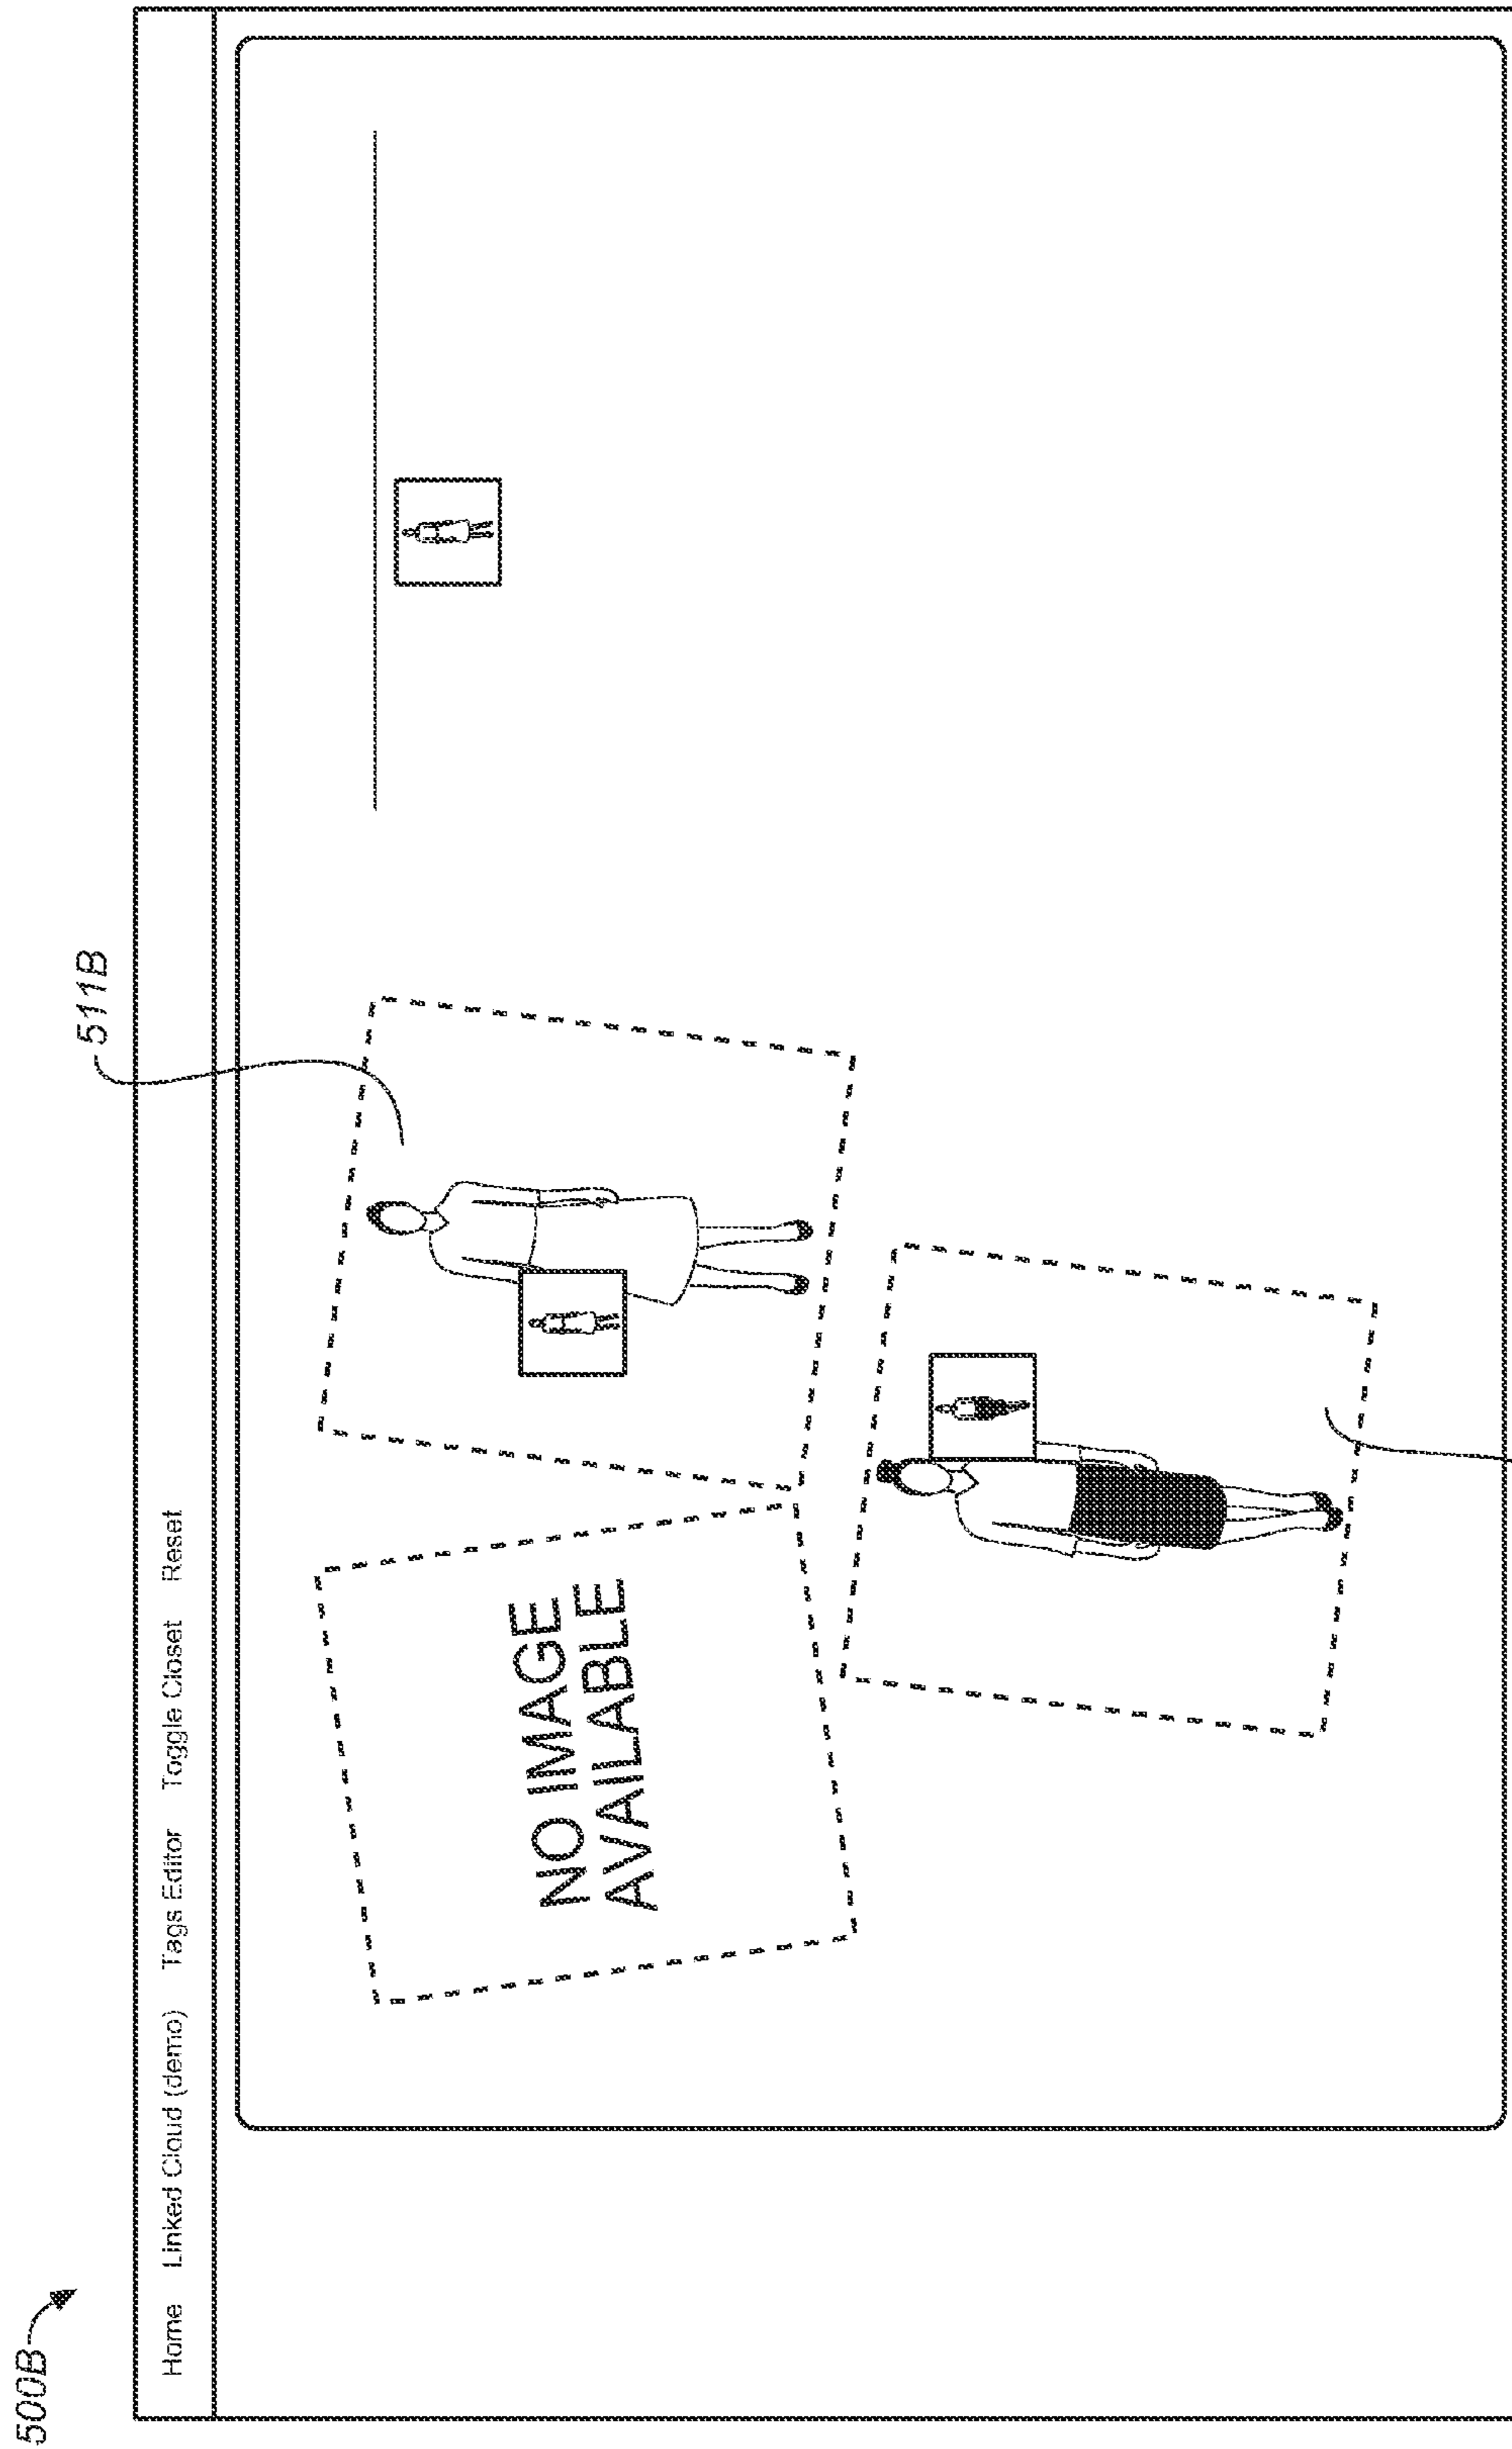 500B
511B
Home Linked Cloud (demo) Tags Editor Toggle Closet Reset
NO IMAGE
AVAILABLE